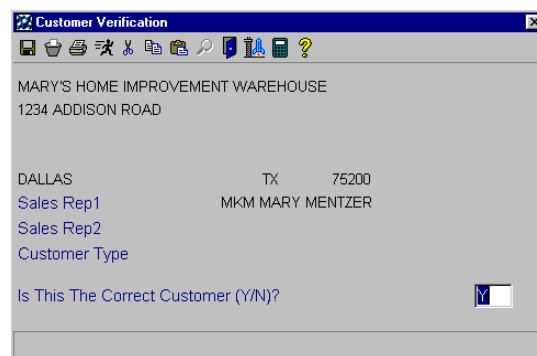 Customer Verification
MARY'S HOME IMPROVEMENT WAREHOUSE
1234 ADDISON ROAD
DALLAS TX 75200
Sales Rep1 MKM MARY MENTZER
Sales Rep2
Customer Type
Is This The Correct Customer (Y/N)? Y